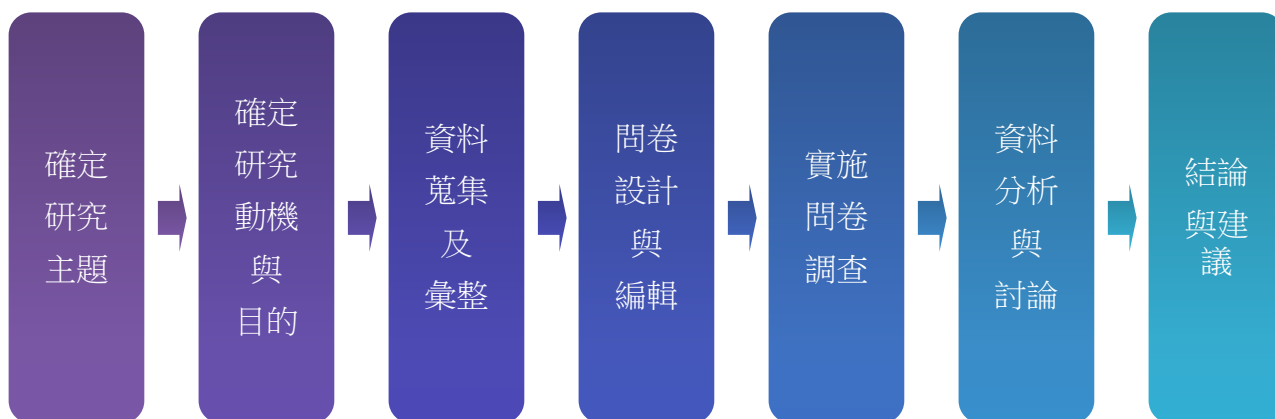 確定
研究
主題
確定
研究
動機
與
目的
資料
蒐集
及
彙整
問卷
設計
與
編輯
實施
問卷
調查
資料
分析
與
討論
結論
與建
議